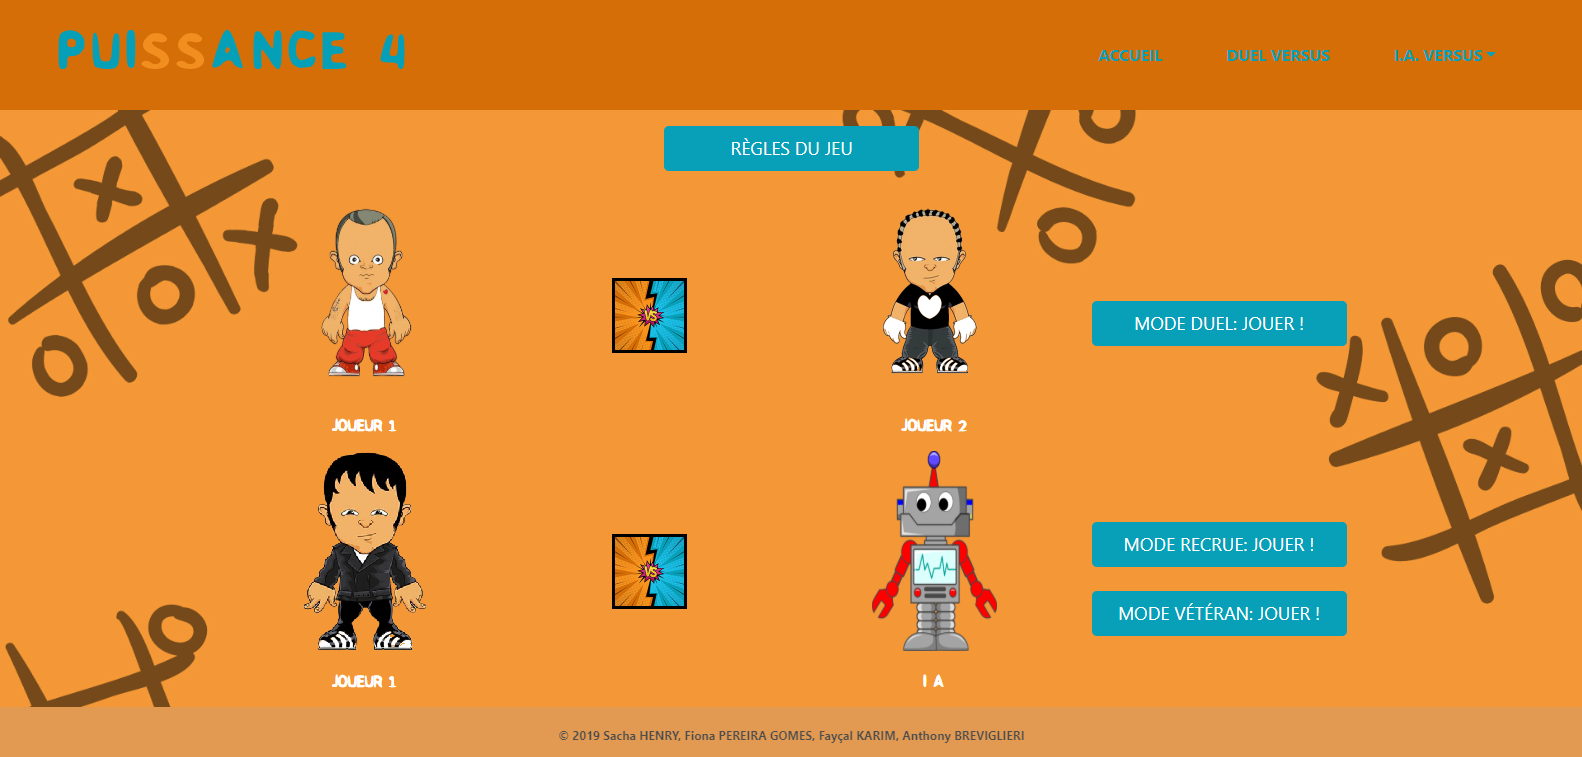 PUISSANCE 4
ACCUEIL
DUEL VERSUS
I.A. VERSUS
RÈGLES DU JEU
VS
MODE DUEL: JOUER !
JOUEUR 1
JOUEUR 2
VS
MODE RECRUE: JOUER !
MODE VÉTÉRAN: JOUER !
JOUEUR 1
I A
© 2019 Sacha HENRY, Fiona PEREIRA GOMES, Fayçal KARIM, Anthony BREVIGLIERI